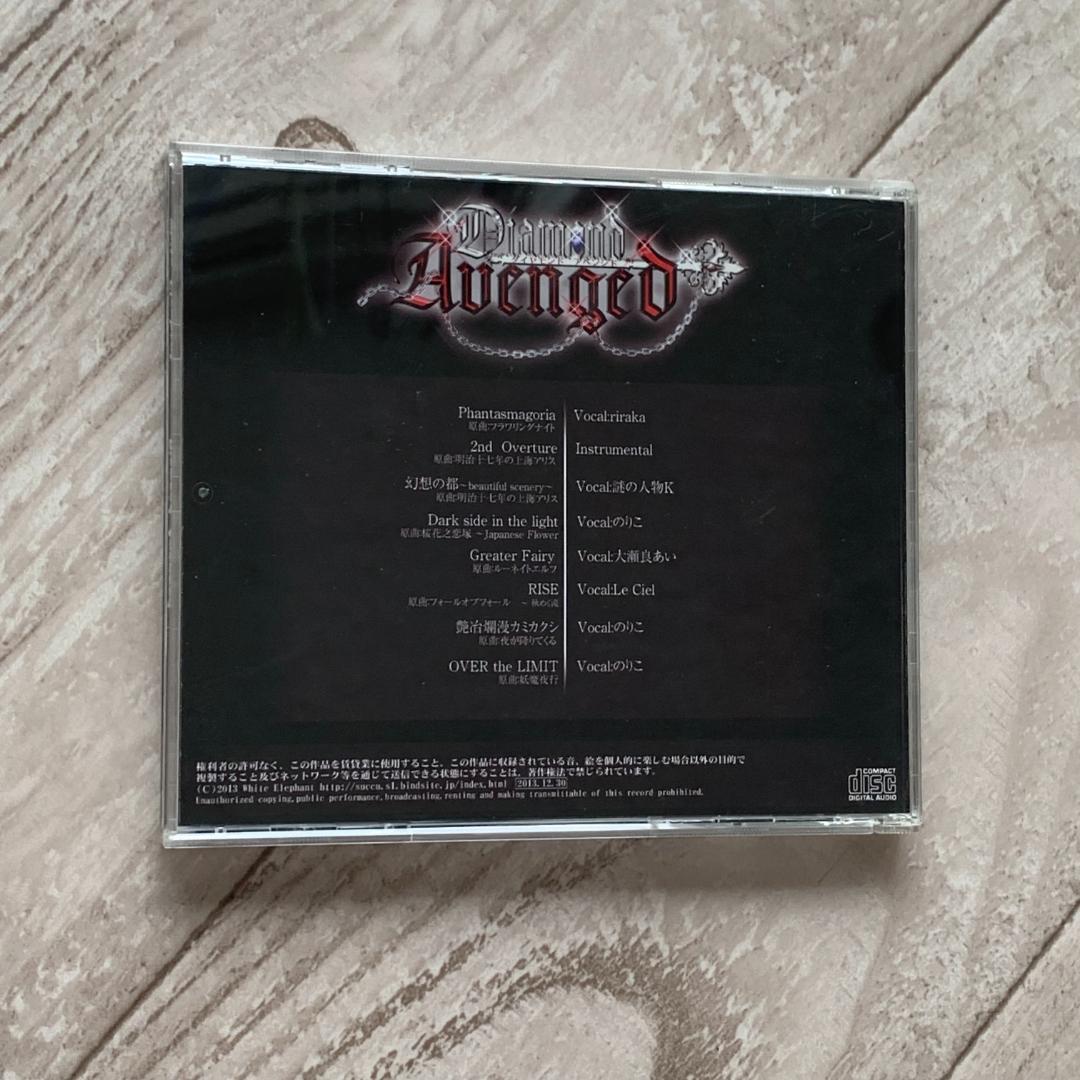 Diamond
Avenged
Phantasmagoria Vocal:riraka
原曲:フラワリングナイト
2nd Overture Instrumental
原曲:明治十七年の上海アリス
幻想の都~beautiful scenery~ Vocal:謎の人物K
原曲:明治十七年の上海アリス
Dark side in the light Vocal:のりこ
原曲:桜花之恋塚 ~Japanese Flower
Greater Fairy Vocal:大瀬良あい
原曲:ルーネイトエルフ
RISE Vocal:Le Ciel
原曲:フォールオブフォール ~ 秋めく滝
艶冶爛漫カミカクシ Vocal:のりこ
原曲:夜が降りてくる
OVER the LIMIT Vocal:のりこ
原曲:妖魔夜行
権利者の許可なく、この作品を賃貸業に使用すること、この作品に収録されている音、絵を個人的に楽しむ場合以外の目的で
複製すること及びネットワーク等を通じて送信できる状態にすることは、著作権法で禁じられています。
(C)2013 White Elephant http://succu.s1.bindsite.jp/index.html 2013.12.30
Unauthorized copying,public performance,broadcasting,renting and making transmittable of this record prohibited.
COMPACT
disc
DIGITAL AUDIO